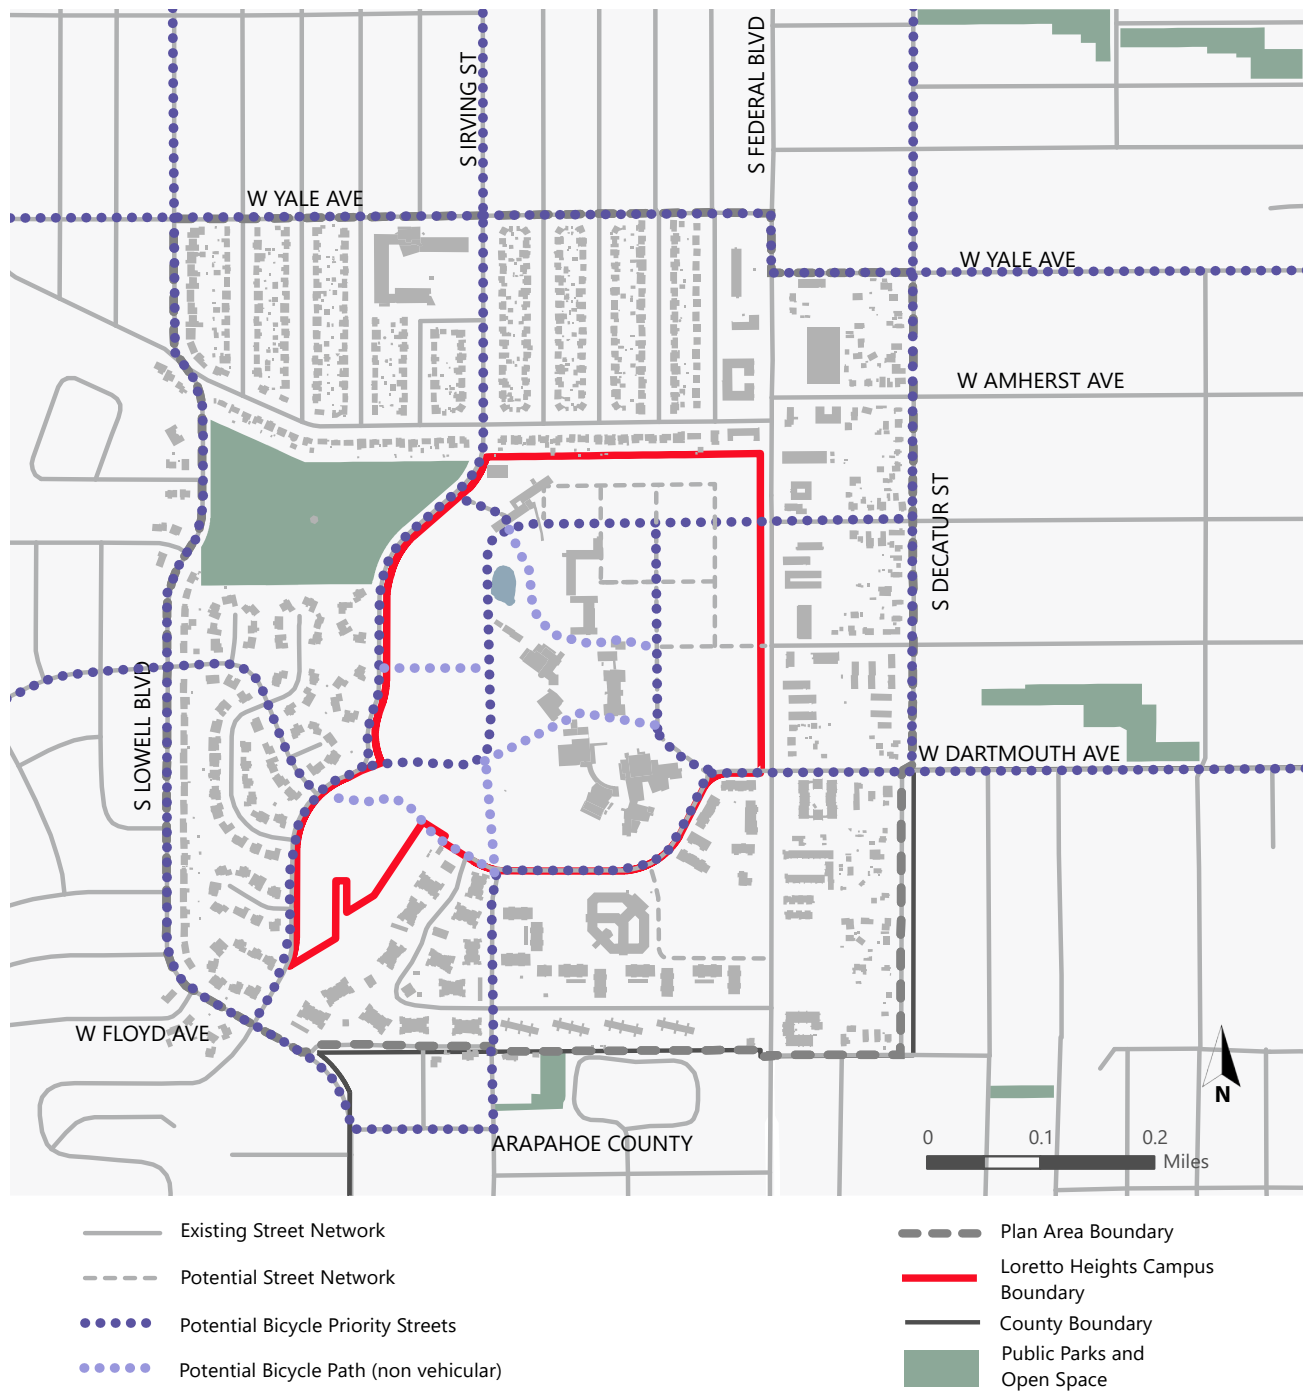 S IRVING ST
S FEDERAL BLVD
W YALE AVE
W YALE AVE
W AMHERST AVE
S DECATUR ST
S LOWELL BLVD
W DARTMOUTH AVE
W FLOYD AVE
N
ARAPAHOE COUNTY
0 0.1 0.2
Miles
Existing Street Network
Potential Street Network
Potential Bicycle Priority Streets
Potential Bicycle Path (non vehicular)
Plan Area Boundary
Loretto Heights Campus
Boundary
County Boundary
Public Parks and
Open Space